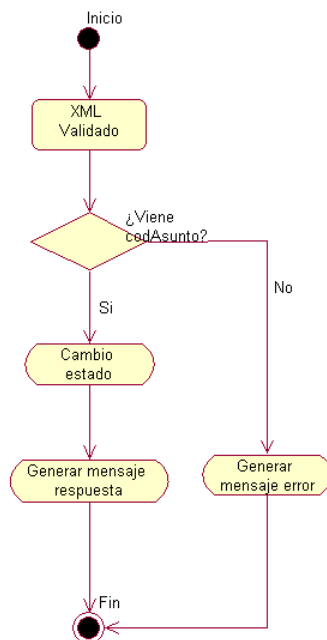 Inicio
XML
Validado
¿Viene
codAsunto?
Si
No
Cambio
estado
Generar mensaje
respuesta
Generar
mensaje error
Fin